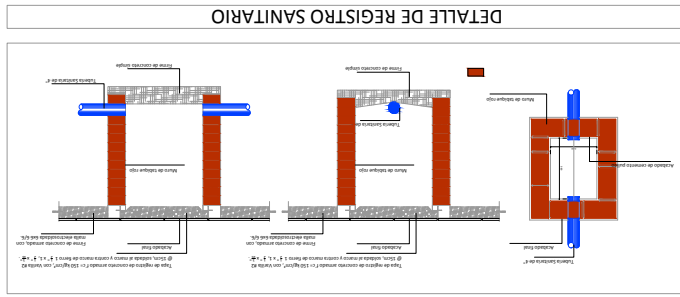 Tapa de registro de concreto armado f´c= 150 kg/cm², con Varilla R2
@ 15cm, soldada al marco y contra marco de fierro
Acabado final
Firme de concreto armado, con
malla electrosoldada 6x6-6/6.
Muro de tabique rojo
Tubería Sanitaria de 4"
Firme de concreto simple
Tapa de registro de concreto armado f´c= 150 kg/cm², con Varilla R2
@ 15cm, soldada al marco y contra marco de fierro
Acabado final
Firme de concreto armado, con
malla electrosoldada 6x6-6/6.
Muro de tabique rojo
Tubería Sanitaria de
Firme de concreto simple
Tubería Sanitaria de 4"
Acabado final
Acabado de cemento pulido
Muro de tabique rojo
DETALLE DE REGISTRO SANITARIO